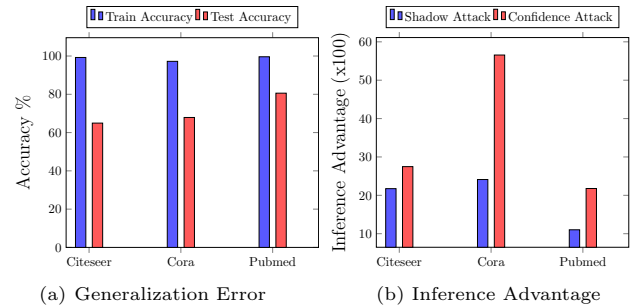 Train Accuracy Test Accuracy
Accuracy %
100
80
60
40
20
0
Citeseer Cora Pubmed
(a) Generalization Error
Shadow Attack Confidence Attack
Inference Advantage (x100)
60
50
40
30
20
10
Citeseer Cora Pubmed
(b) Inference Advantage